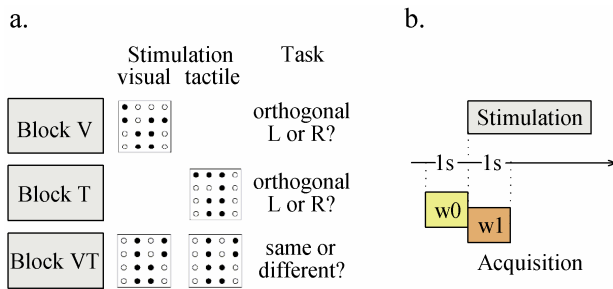 a.
Stimulation Task
visual tactile
Block V
orthogonal
L or R?
Block T
orthogonal
L or R?
Block VT
same or
different?
b.
Stimulation
1s 1s
w0
w1
Acquisition